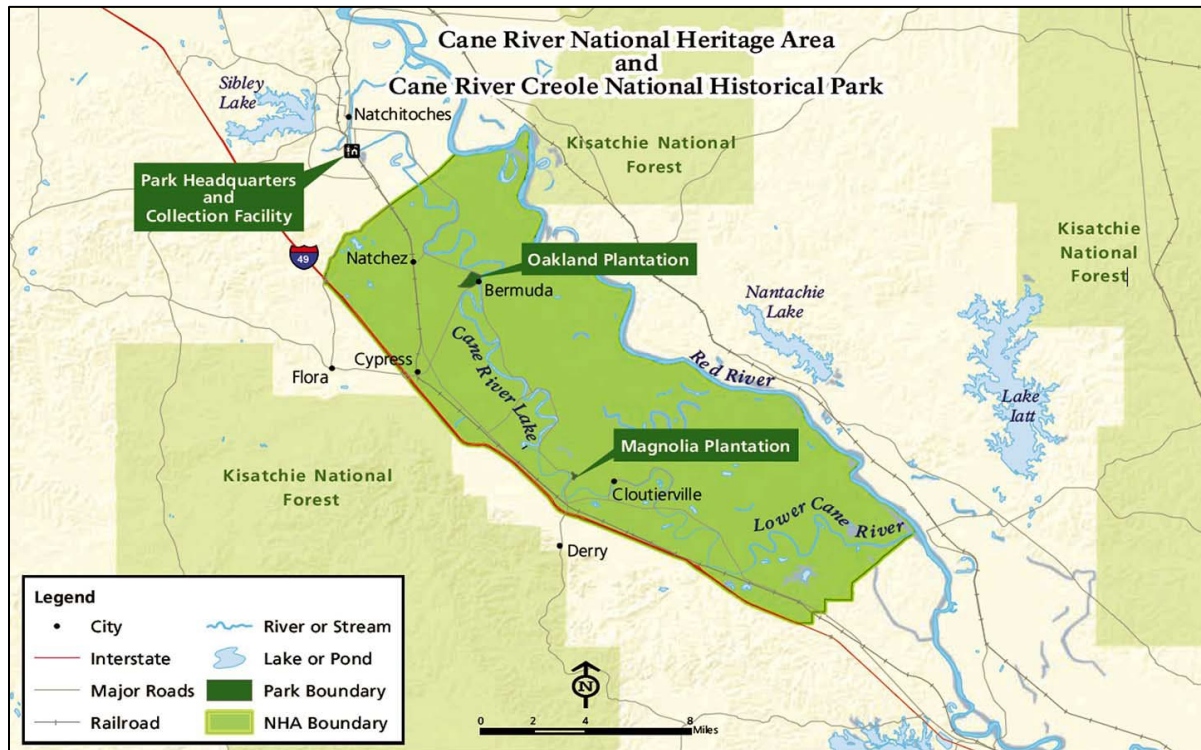 Cane River National Heritage Area
and
Cane River Creole National Historical Park
Sibley
Lake
Natchitoches
Kisatchie National
Forest
Park Headquarters
and
Collection Facility
Kisatchie
National
Forest
49
Natchez
Oakland Plantation
Bermuda
Nantachie
Lake
Cypress
Flora
Cane River Lake
Red River
Lake
Iatt
Magnolia Plantation
Kisatchie National
Forest
Cloutierville
Lower Cane River
Derry
Legend
City
River or Stream
Interstate
Lake or Pond
Major Roads
Park Boundary
Railroad
NHA Boundary
N
0 2 4 8
Miles